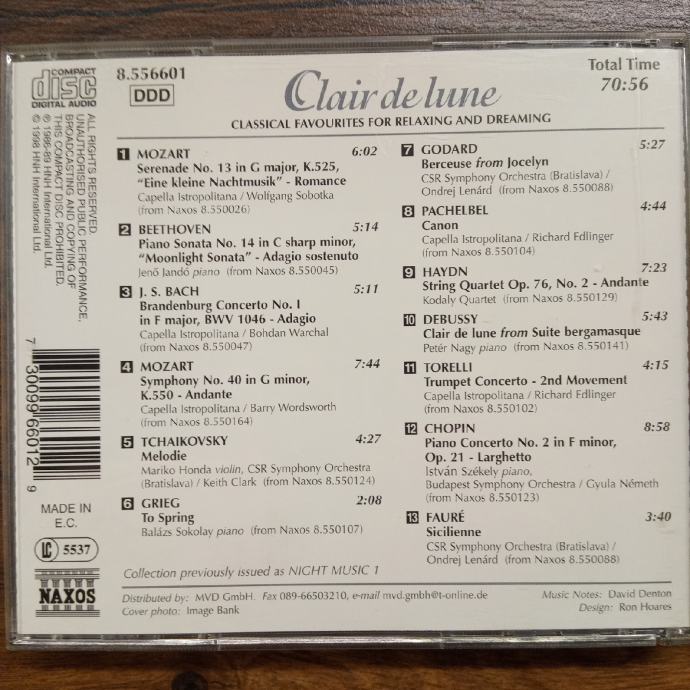 COMPACT
disc
DIGITAL AUDIO
8.556601
DDD
Clair de lune
CLASSICAL FAVOURITES FOR RELAXING AND DREAMING
Total Time
70:56
ALL RIGHTS RESERVED.
UNAUTHORISED PUBLIC PERFORMANCE,
BROADCASTING AND COPYING OF
THIS COMPACT DISC PROHIBITED.
℗ 1986-89 HNH International Ltd.
© 1998 HNH International Ltd.
7 30099 66012 9
MADE IN
E.C.
LC 5537
NAXOS
1 MOZART 6:02
Serenade No. 13 in G major, K.525,
"Eine kleine Nachtmusik" - Romance
Capella Istropolitana / Wolfgang Sobotka
(from Naxos 8.550026)
2 BEETHOVEN 5:14
Piano Sonata No. 14 in C sharp minor,
"Moonlight Sonata" - Adagio sostenuto
Jenő Jandó piano (from Naxos 8.550045)
3 J. S. BACH 5:11
Brandenburg Concerto No. 1
in F major, BWV 1046 - Adagio
Capella Istropolitana / Bohdan Warchal
(from Naxos 8.550047)
4 MOZART 7:44
Symphony No. 40 in G minor,
K.550 - Andante
Capella Istropolitana / Barry Wordsworth
(from Naxos 8.550164)
5 TCHAIKOVSKY 4:27
Melodie
Mariko Honda violin, CSR Symphony Orchestra
(Bratislava) / Keith Clark (from Naxos 8.550124)
6 GRIEG 2:08
To Spring
Balázs Sokolay piano (from Naxos 8.550107)
7 GODARD 5:27
Berceuse from Jocelyn
CSR Symphony Orchestra (Bratislava) /
Ondrej Lenárd (from Naxos 8.550088)
8 PACHELBEL 4:44
Canon
Capella Istropolitana / Richard Edlinger
(from Naxos 8.550104)
9 HAYDN 7:23
String Quartet Op. 76, No. 2 - Andante
Kodaly Quartet (from Naxos 8.550129)
10 DEBUSSY 5:43
Clair de lune from Suite bergamasque
Petér Nagy piano (from Naxos 8.550141)
11 TORELLI 4:15
Trumpet Concerto - 2nd Movement
Capella Istropolitana / Richard Edlinger
(from Naxos 8.550102)
12 CHOPIN 8:58
Piano Concerto No. 2 in F minor,
Op. 21 - Larghetto
István Székely piano,
Budapest Symphony Orchestra / Gyula Németh
(from Naxos 8.550123)
13 FAURÉ 3:40
Sicilienne
CSR Symphony Orchestra (Bratislava) /
Ondrej Lenárd (from Naxos 8.550088)
Collection previously issued as NIGHT MUSIC 1
Distributed by: MVD GmbH. Fax 089-66503210, e-mail mvd.gmbh@t-online.de
Cover photo: Image Bank
Music Notes: David Denton
Design: Ron Hoares